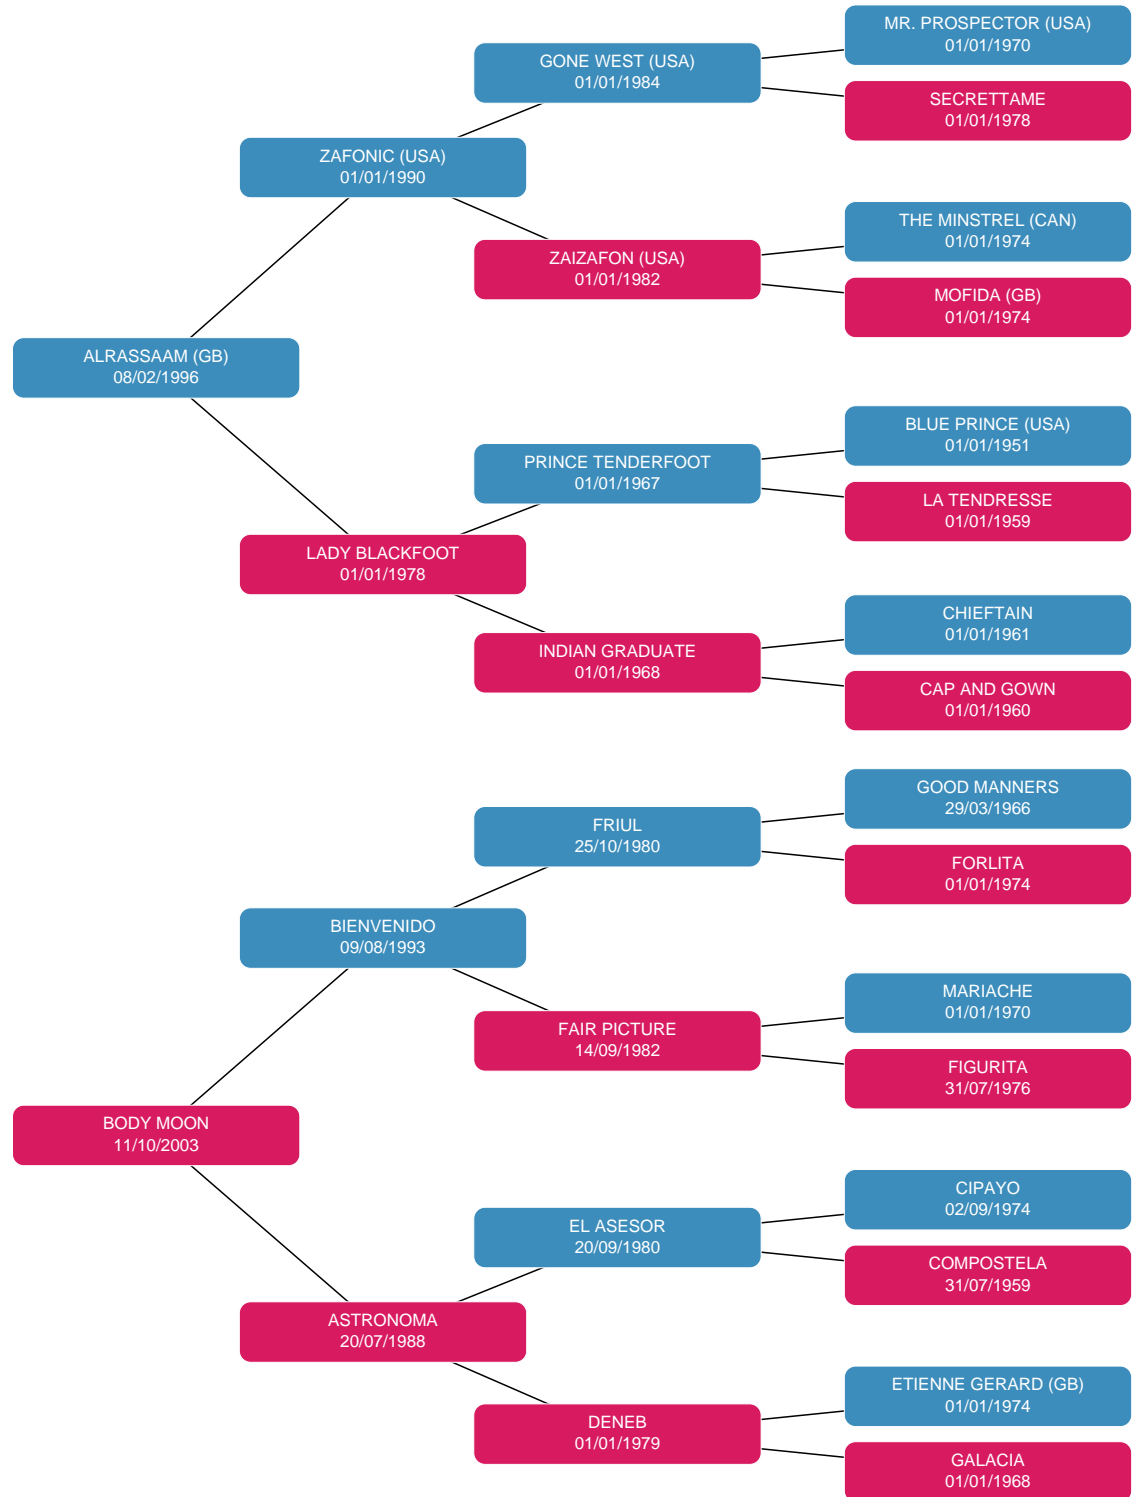 MR. PROSPECTOR (USA)
01/01/1970
GONE WEST (USA)
01/01/1984
SECRETTAME
01/01/1978
ZAFONIC (USA)
01/01/1990
THE MINSTREL (CAN)
01/01/1974
ZAIZAFON (USA)
01/01/1982
MOFIDA (GB)
01/01/1974
ALRASSAAM (GB)
08/02/1996
BLUE PRINCE (USA)
01/01/1951
PRINCE TENDERFOOT
01/01/1967
LA TENDRESSE
01/01/1959
LADY BLACKFOOT
01/01/1978
CHIEFTAIN
01/01/1961
INDIAN GRADUATE
01/01/1968
CAP AND GOWN
01/01/1960
GOOD MANNERS
29/03/1966
FRIUL
25/10/1980
FORLITA
01/01/1974
BIENVENIDO
09/08/1993
MARIACHE
01/01/1970
FAIR PICTURE
14/09/1982
FIGURITA
31/07/1976
BODY MOON
11/10/2003
CIPAYO
02/09/1974
EL ASESOR
20/09/1980
COMPOSTELA
31/07/1959
ASTRONOMA
20/07/1988
ETIENNE GERARD (GB)
01/01/1974
DENEB
01/01/1979
GALACIA
01/01/1968